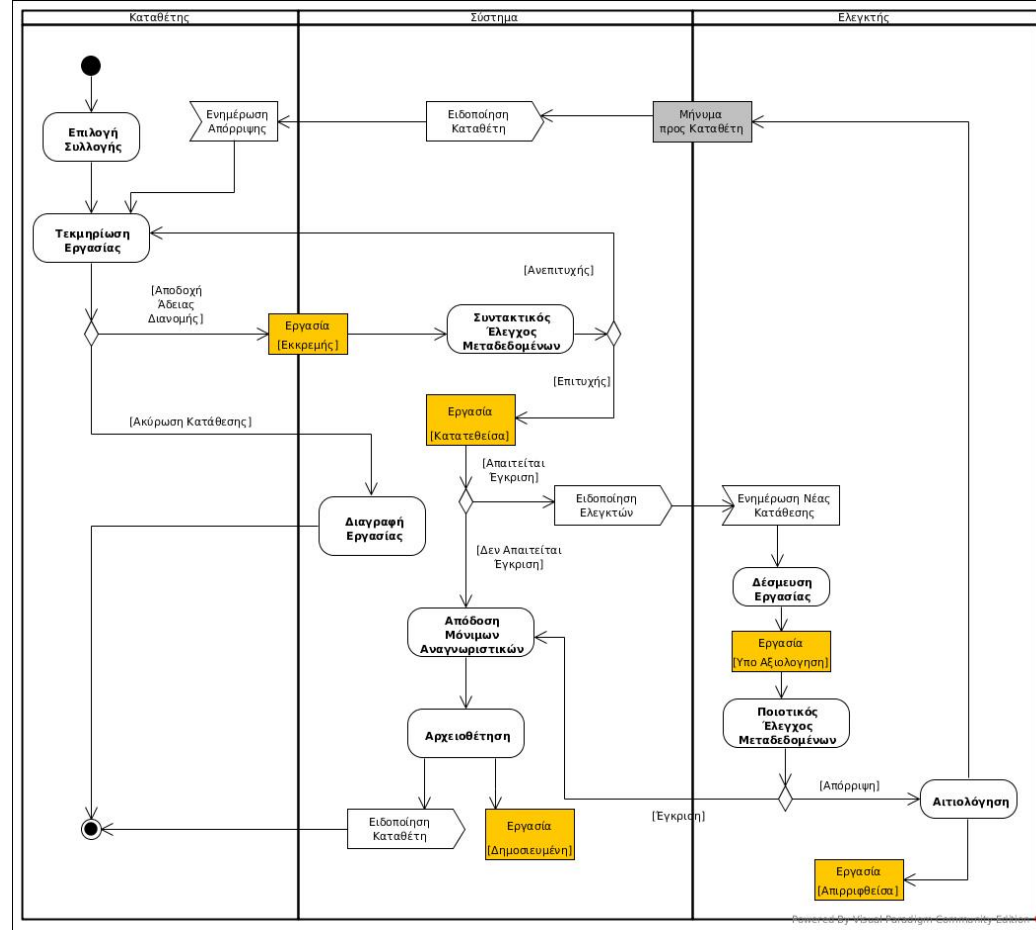 Καταθέτης
Σύστημα
Ελεγκτής
Επιλογή
Συλλογής
Ενημέρωση
Απόρριψης
Ειδοποίηση
Καταθέτη
Μήνυμα
προς Καταθέτη
Τεκμηρίωση
Εργασίας
[Ανεπιτυχής]
[Αποδοχή
Άδειας
Διανομής]
Εργασία
[Εκκρεμής]
Συντακτικός
Έλεγχος
Μεταδεδομένων
[Επιτυχής]
Εργασία
[Κατατεθείσα]
[Ακύρωση Κατάθεσης]
[Απαιτείται
Έγκριση]
Ειδοποίηση
Ελεγκτών
Ενημέρωση Νέας
Κατάθεσης
Διαγραφή
Εργασίας
[Δεν Απαιτείται
Έγκριση]
Δέσμευση
Εργασίας
Απόδοση
Μόνιμων
Αναγνωριστικών
Εργασία
[Υπο Αξιολογηση]
Αρχειοθέτηση
Ποιοτικός
Έλεγχος
Μεταδεδομένων
[Απόρριψη]
[Έγκριση]
Αιτιολόγηση
Ειδοποίηση
Καταθέτη
Εργασία
[Δημοσιευμένη]
Εργασία
[Απιρριφθείσα]
Powered By Visual Paradigm Community Edition